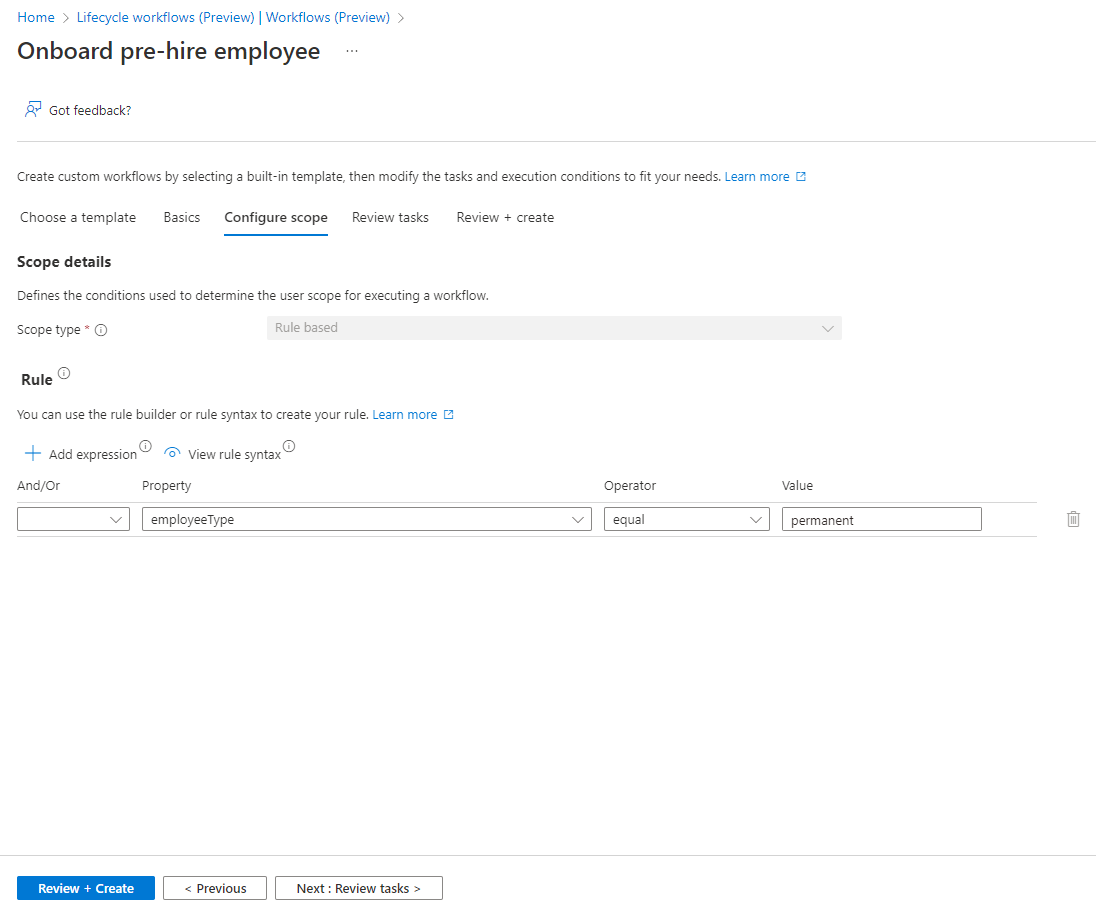 Home > Lifecycle workflows (Preview) | Workflows (Preview) >
Onboard pre-hire employee ...
Got feedback?
Create custom workflows by selecting a built-in template, then modify the tasks and execution conditions to fit your needs. Learn more
Choose a template Basics Configure scope Review tasks Review + create
Scope details
Defines the conditions used to determine the user scope for executing a workflow.
Scope type * Rule based
Rule
You can use the rule builder or rule syntax to create your rule. Learn more
Add expression View rule syntax
And/Or Property Operator Value
employeeType equal permanent
Review + Create < Previous Next : Review tasks >